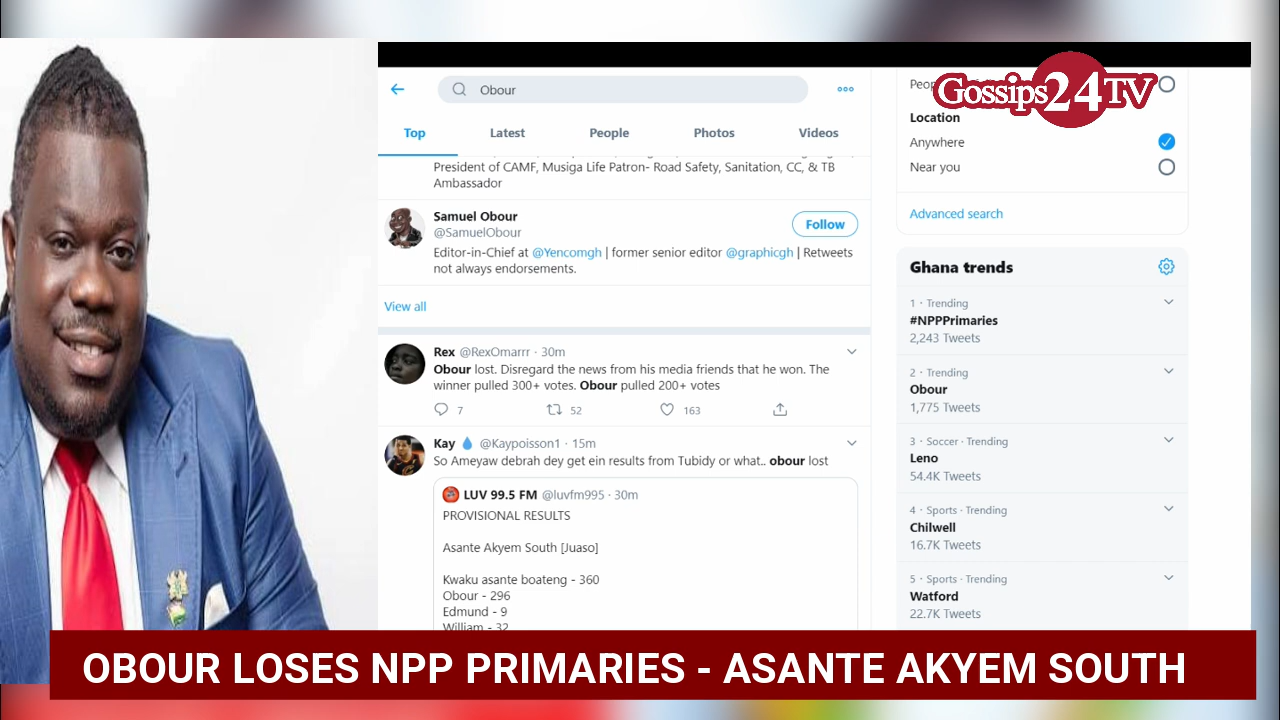 Gossips24TV
Obour
Top
Latest
People
Photos
Videos
President of CAMF, Musiga Life Patron- Road Safety, Sanitation, CC, & TB
Ambassador
Samuel Obour
@SamuelObour
Follow
Editor-in-Chief at @Yencomgh | former senior editor @graphicgh | Retweets
not always endorsements.
View all
Rex @RexOmarrr · 30m
Obour lost. Disregard the news from his media friends that he won. The
winner pulled 300+ votes. Obour pulled 200+ votes
7
52
163
Kay @Kaypoisson1 · 15m
So Ameyaw debrah dey get ein results from Tubidy or what.. obour lost
LUV 99.5 FM @luvfm995 · 30m
PROVISIONAL RESULTS
Asante Akyem South [Juaso]
Kwaku asante boateng - 360
Obour - 296
Edmund - 9
William - 32
Location
Anywhere
Near you
Advanced search
Ghana trends
1 · Trending
#NPPPrimaries
2,243 Tweets
2 · Trending
Obour
1,775 Tweets
3 · Soccer · Trending
Leno
54.4K Tweets
4 · Sports · Trending
Chilwell
16.7K Tweets
5 · Sports · Trending
Watford
22.7K Tweets
OBOUR LOSES NPP PRIMARIES - ASANTE AKYEM SOUTH